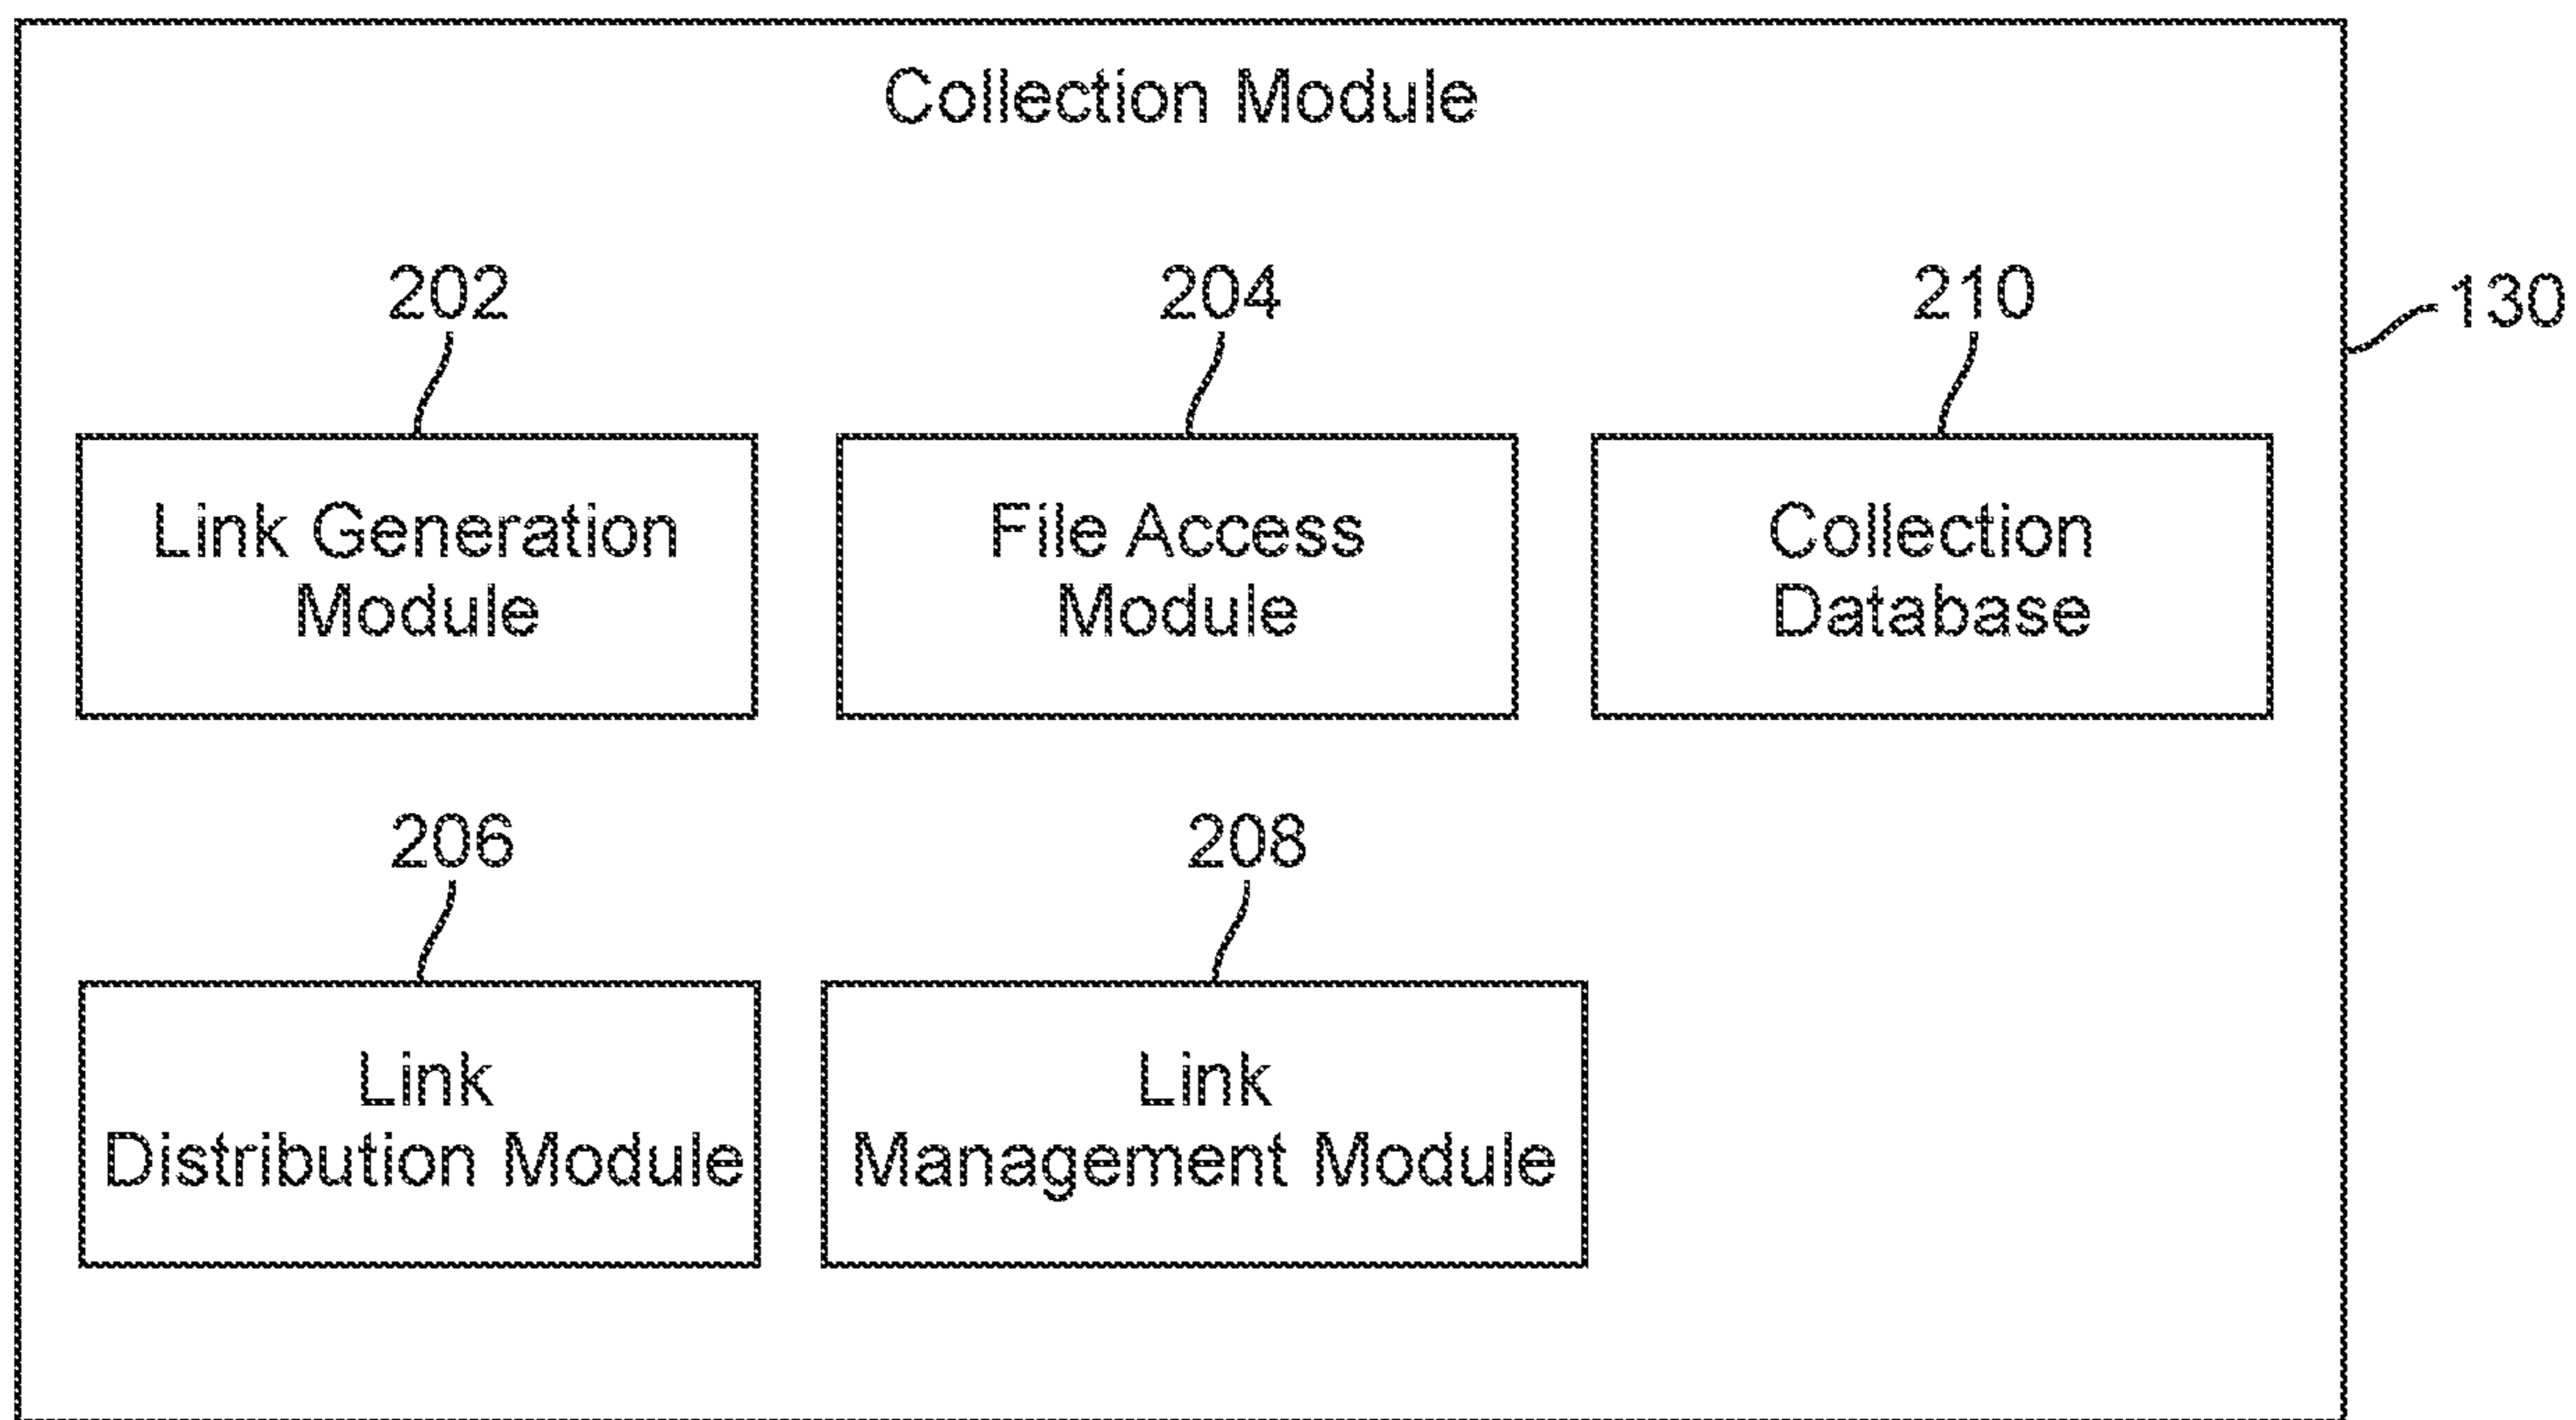 Collection Module
202
204
210
130
Link Generation
Module
File Access
Module
Collection
Database
206
208
Link
Distribution Module
Link
Management Module